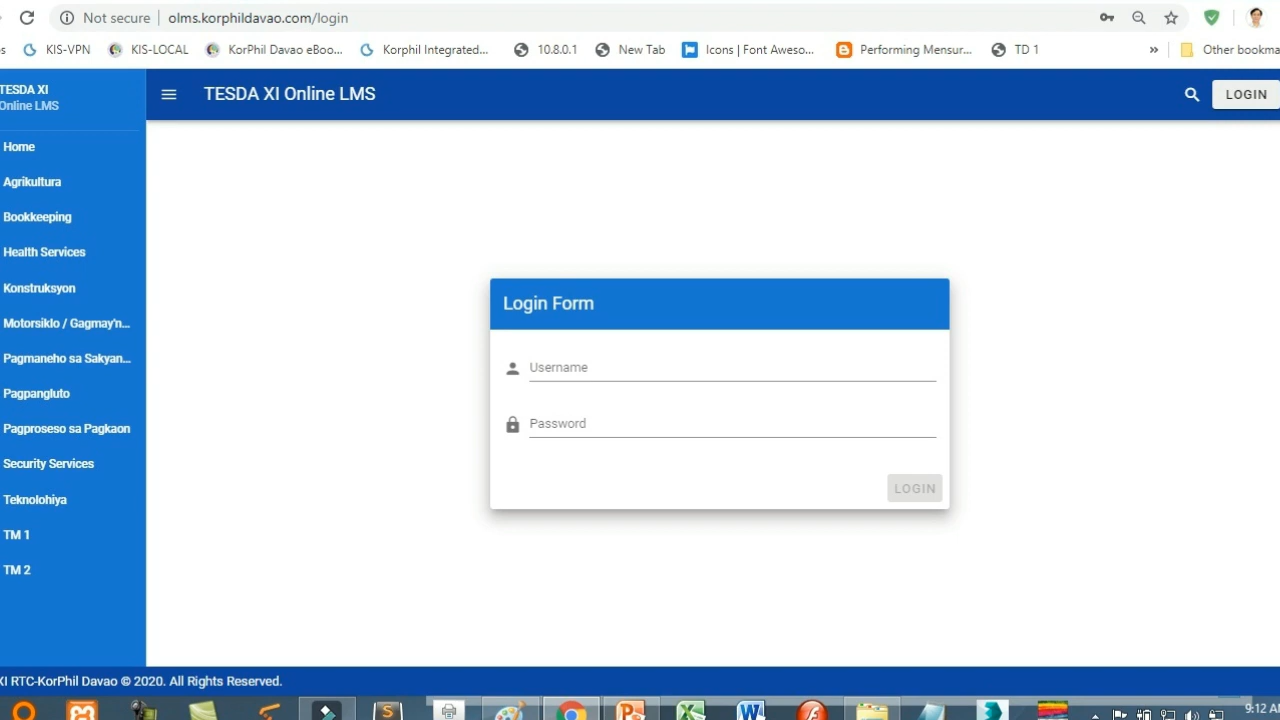 Not secure | olms.korphildavao.com/login
KIS-VPN KIS-LOCAL KorPhil Davao eBoo... Korphil Integrated... 10.8.0.1 New Tab Icons | Font Aweso... Performing Mensur... TD 1 » Other bookma
TESDA XI
Online LMS
TESDA XI Online LMS
LOGIN
Home
Agrikultura
Bookkeeping
Health Services
Konstruksyon
Motorsiklo / Gagmay'n...
Pagmaneho sa Sakyan...
Pagpangluto
Pagproseso sa Pagkaon
Security Services
Teknolohiya
TM 1
TM 2
Login Form
Username
Password
LOGIN
XI RTC-KorPhil Davao © 2020. All Rights Reserved.
9:12 AM